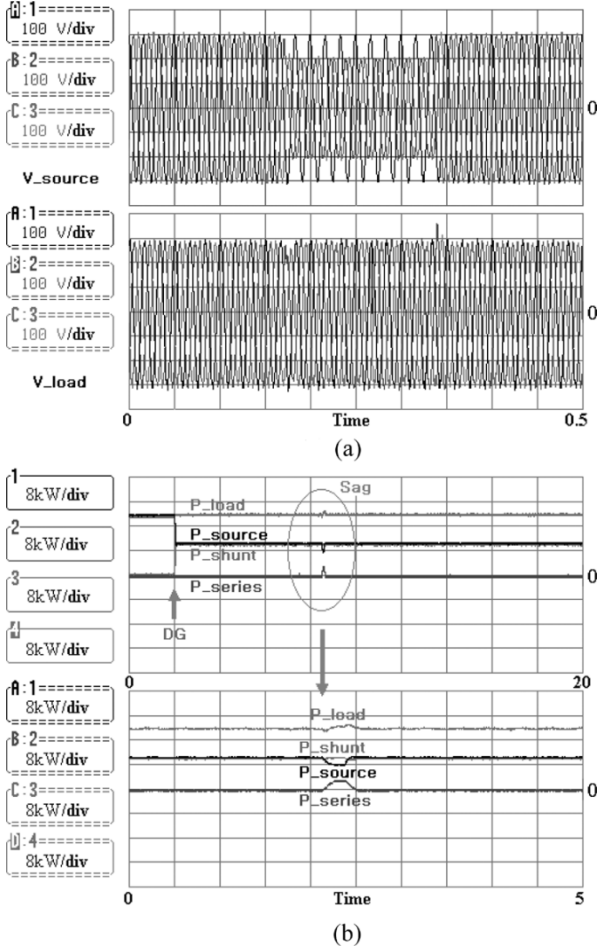 A:1
100 V/div
B:2
100 V/div
C:3
100 V/div
V_source
0
A:1
100 V/div
B:2
100 V/div
C:3
100 V/div
V_load
0
0 Time 0.5
(a)
1
8kW/div
2
8kW/div
3
8kW/div
4
8kW/div
P_load
Sag
P_source
P_shunt
P_series
0
DG
0 20
A:1
8kW/div
B:2
8kW/div
C:3
8kW/div
D:4
8kW/div
P_load
P_shunt
P_source
P_series
0
0 Time 5
(b)